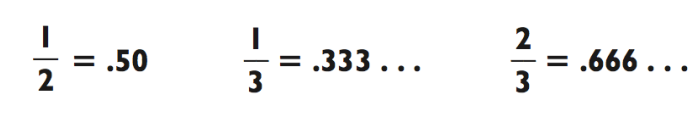 1/2 = .50
1/3 = .333 . . .
2/3 = .666 . . .